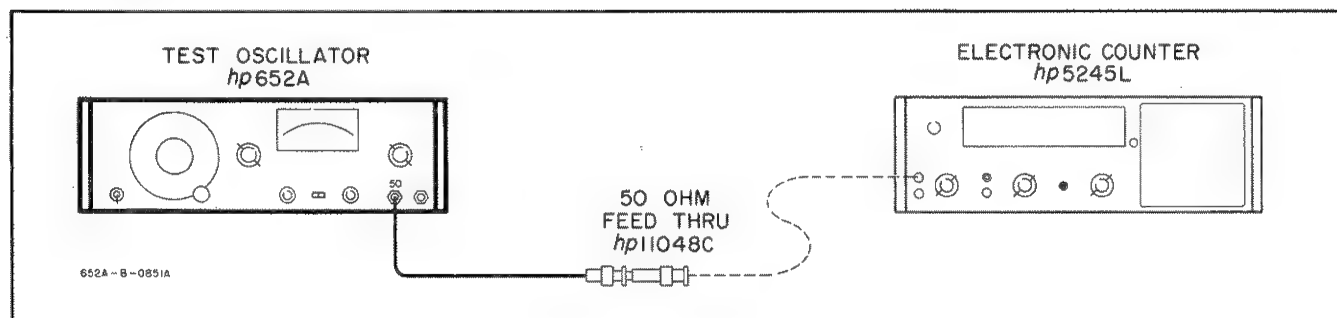 TEST OSCILLATOR
hp652A
ELECTRONIC COUNTER
hp5245L
50
50 OHM
FEED THRU
hp11048C
652A-B-0851A